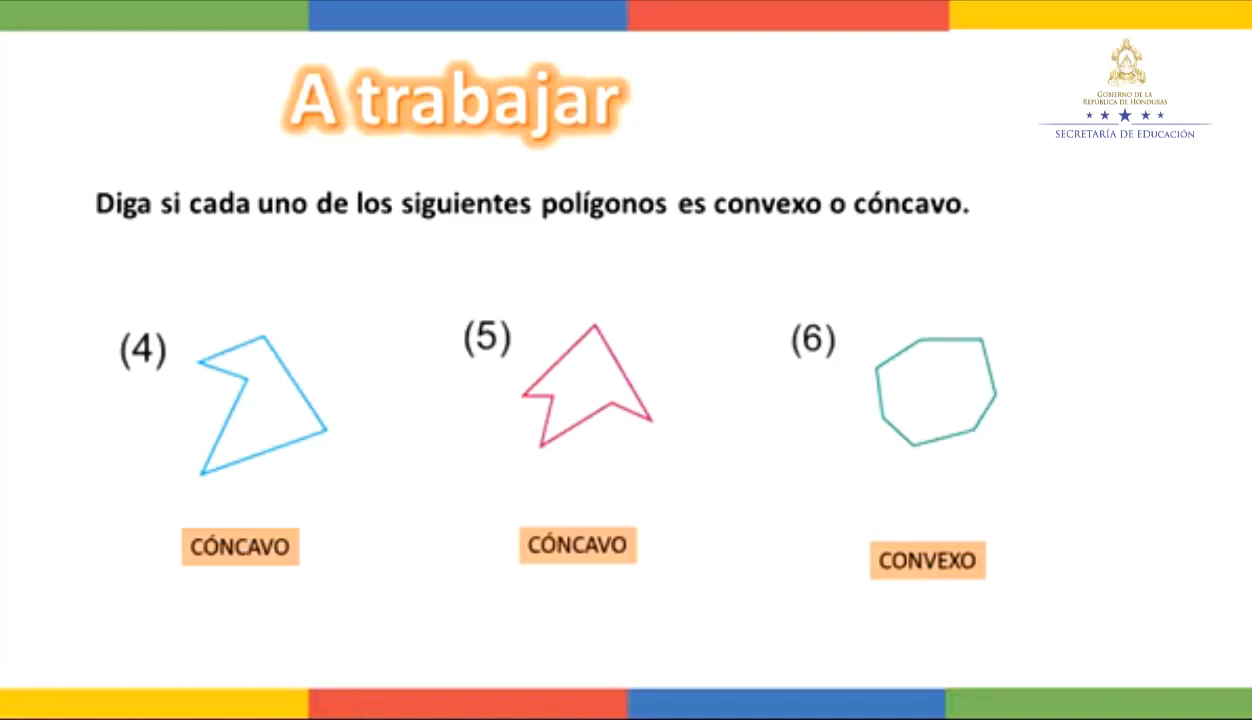 A trabajar
GOBIERNO DE LA
REPÚBLICA DE HONDURAS
SECRETARÍA DE EDUCACIÓN
Diga si cada uno de los siguientes polígonos es convexo o cóncavo.
(4)
(5)
(6)
CÓNCAVO
CÓNCAVO
CONVEXO